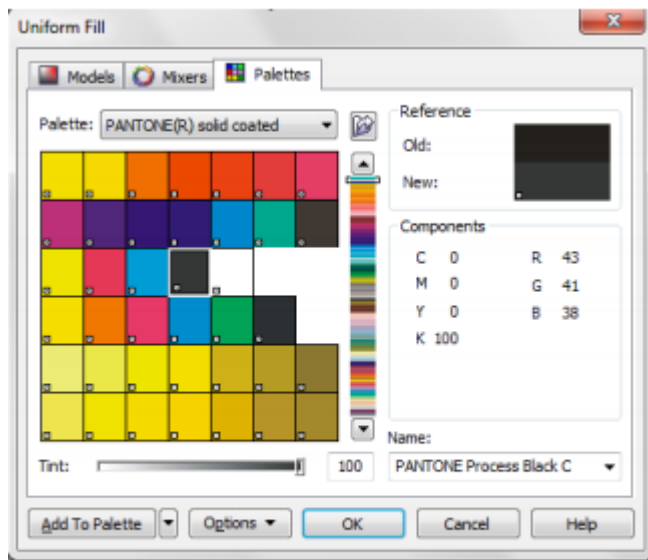 Uniform Fill
Models Mixers Palettes
Palette: PANTONE(R) solid coated
Reference
Old:
New:
Components
C 0 R 43
M 0 G 41
Y 0 B 38
K 100
Name:
Tint: 100 PANTONE Process Black C
Add To Palette Options OK Cancel Help